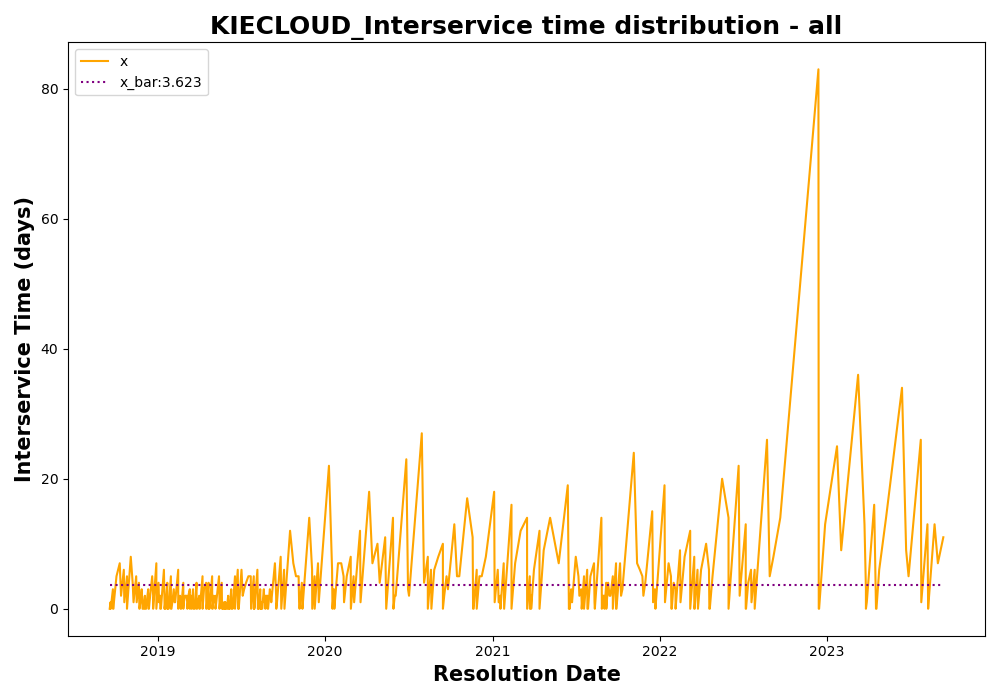 KIECLOUD_Interservice time distribution - all
x
x_bar:3.623
Interservice Time (days)
80
60
40
20
0
2019
2020
2021
2022
2023
Resolution Date